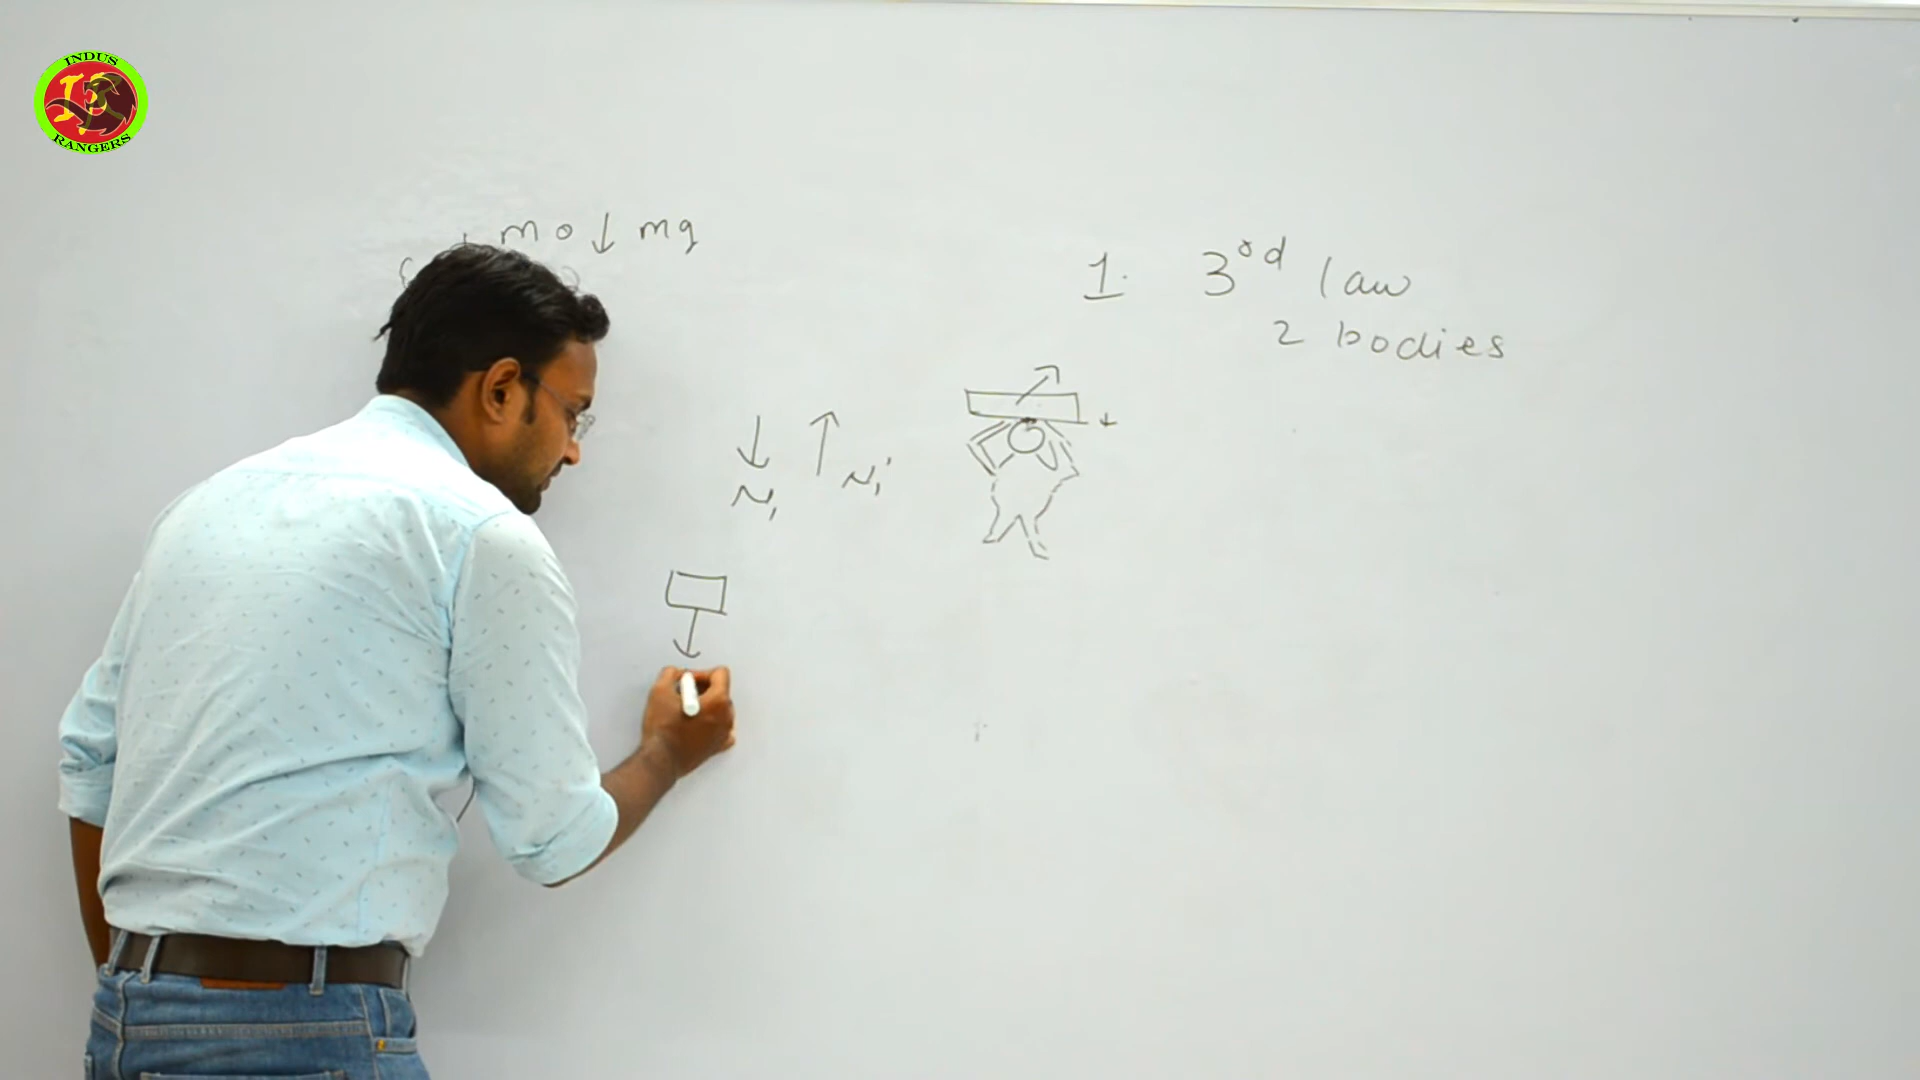 INDUS
RANGERS
mo↓mg
1. 3rd law
2 bodies
↓ ↑
N₁ N₁'